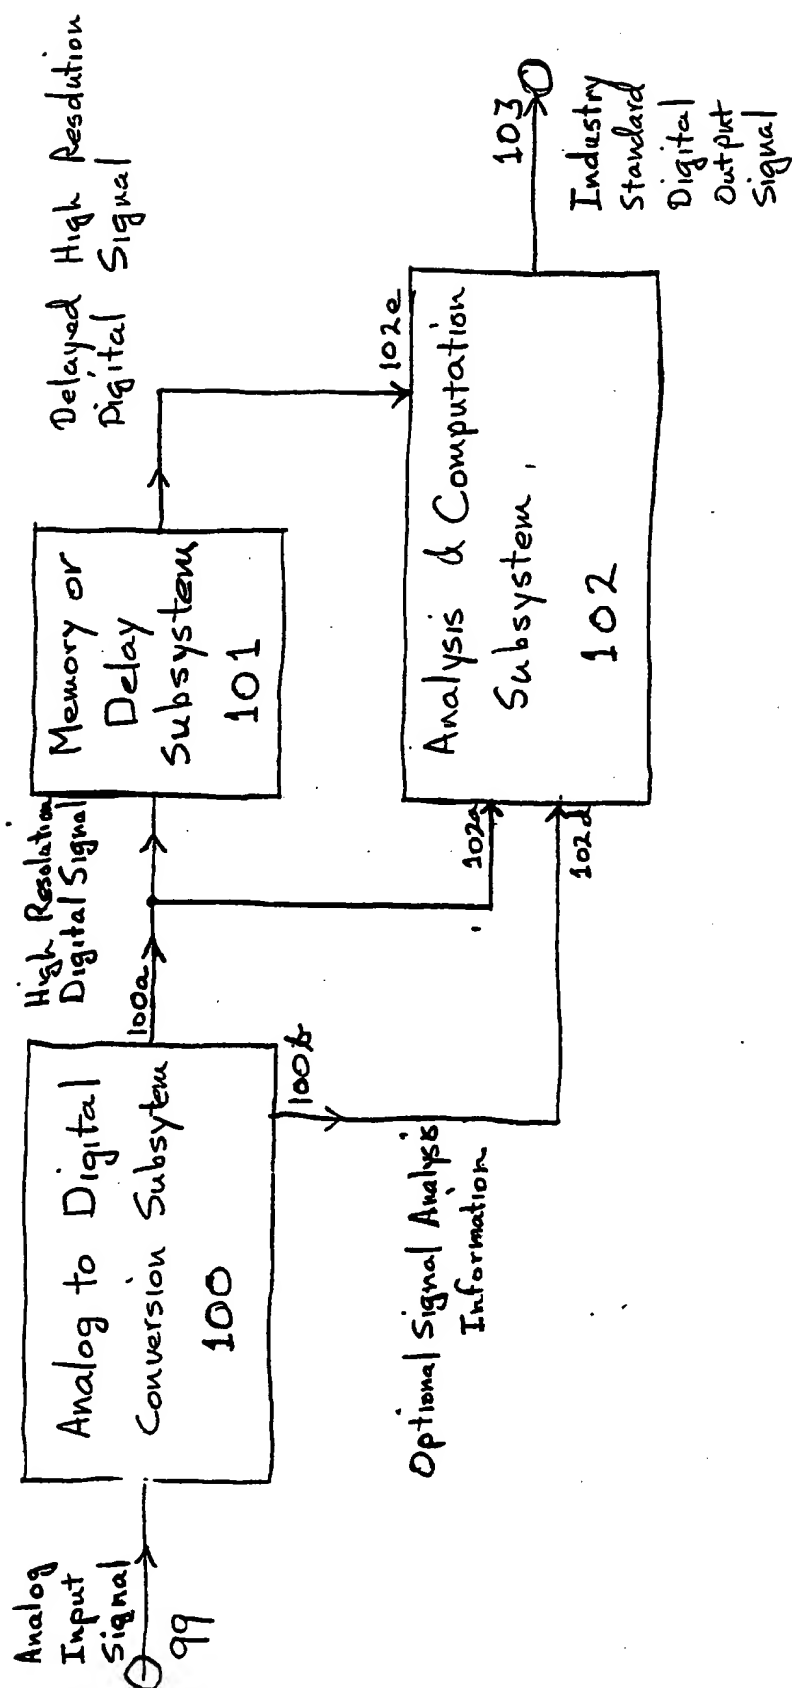 Analog
Input
Signal
99
Analog to Digital
Conversion Subsytem
100
100a
100b
High Resolution
Digital Signal
Optional Signal Analysis
Information
Memory or
Delay
Subsystem
101
Delayed High Resolution
Digital Signal
102a
102d
102e
Analysis & Computation
Subsystem.
102
103
Industry
Standard
Digital
Output
Signal